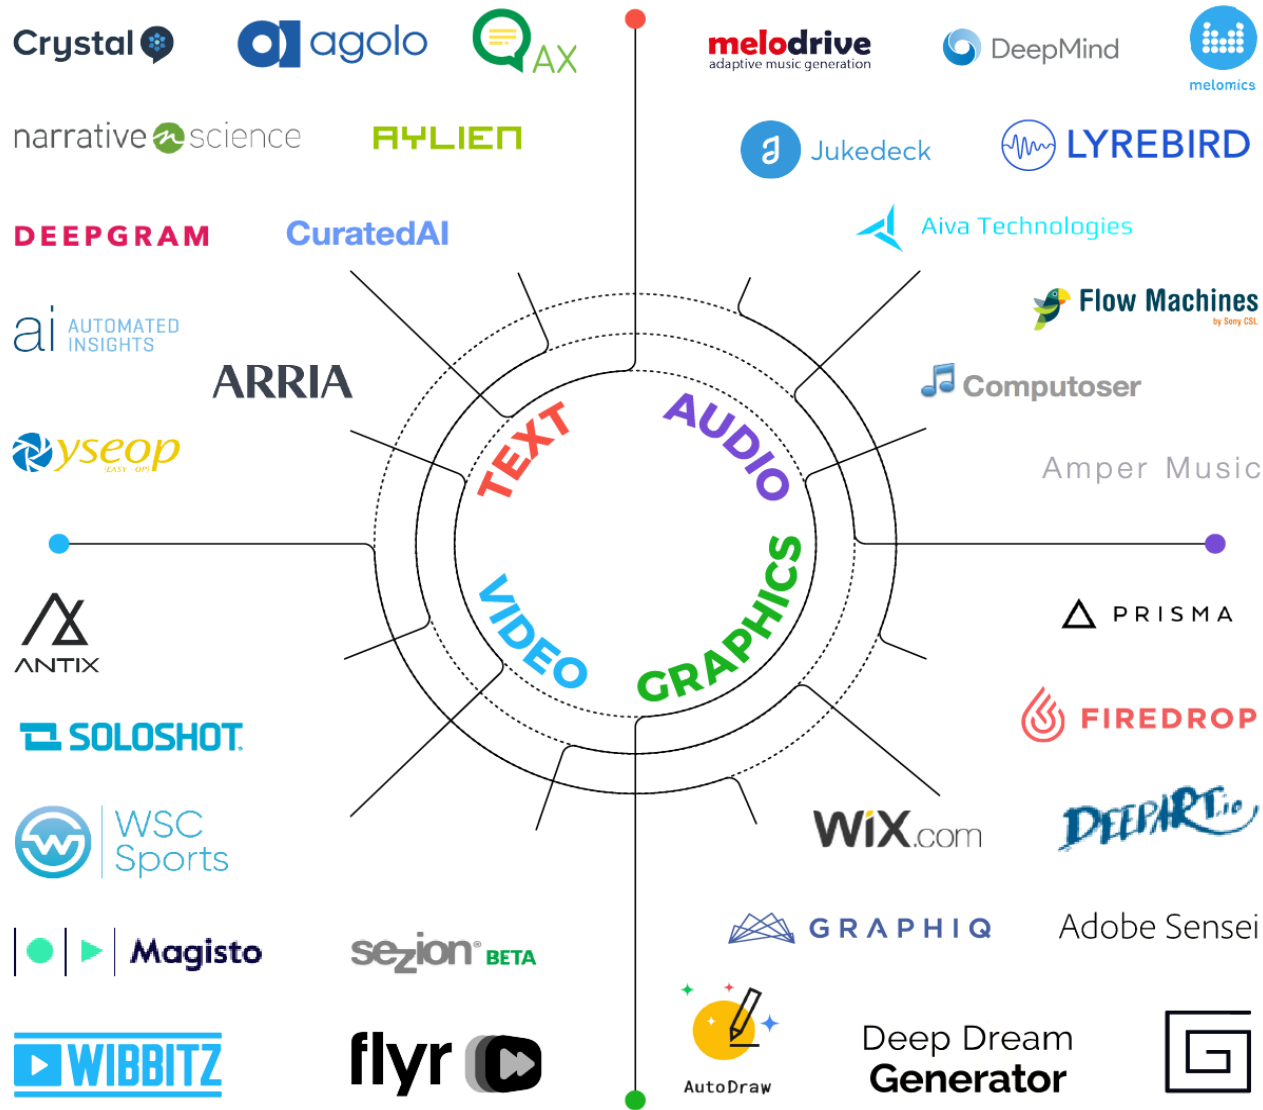 Crystal
agolo
AX
narrative science
AYLIEN
DEEPGRAM
CuratedAI
ai AUTOMATED
INSIGHTS
ARRIA
yseop
[EASY - OP]
melodrive
adaptive music generation
DeepMind
melomics
Jukedeck
LYREBIRD
Aiva Technologies
Flow Machines
by Sony CSL
Computoser
Amper Music
TEXT
AUDIO
VIDEO
GRAPHICS
ANTIX
SOLOSHOT
WSC
Sports
Magisto
sezion® BETA
WIBBITZ
flyr
PRISMA
FIREDROP
WiX.com
DEEPART.io
GRAPHIQ
Adobe Sensei
AutoDraw
Deep Dream
Generator